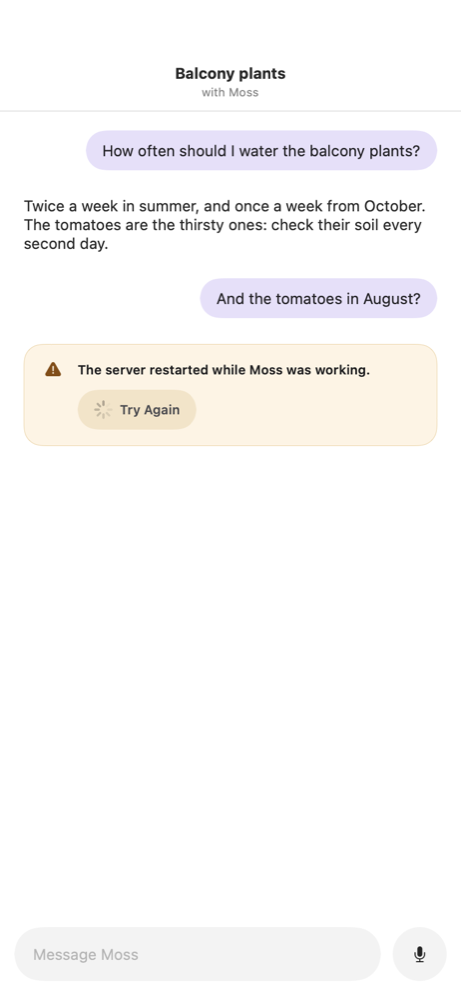 Balcony plants
with Moss
How often should I water the balcony plants?
Twice a week in summer, and once a week from October.
The tomatoes are the thirsty ones: check their soil every
second day.
And the tomatoes in August?
The server restarted while Moss was working.
Try Again
Message Moss